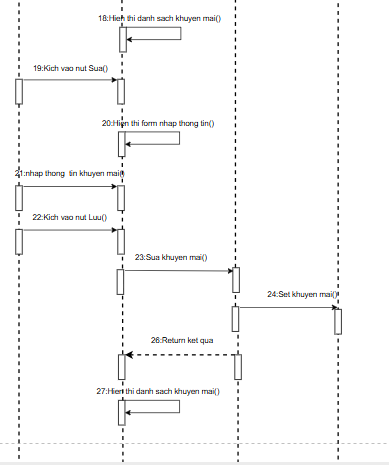 18:Hien thi danh sach khuyen mai()
19:Kich vao nut Sua()
20:Hien thi form nhap thong tin()
21:nhap thong tin khuyen mai()
22:Kich vao nut Luu()
23:Sua khuyen mai()
24:Set khuyen mai()
26:Return ket qua
27:Hien thi danh sach khuyen mai()